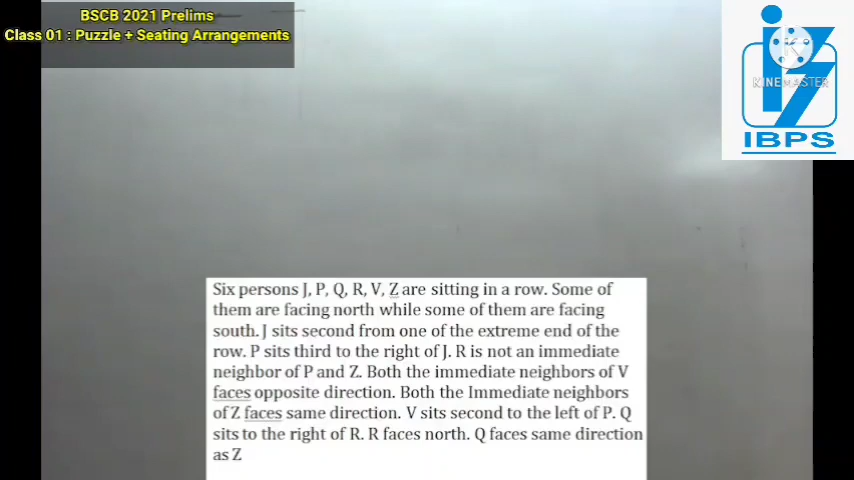 BSCB 2021 Prelims
Class 01 : Puzzle + Seating Arrangements
KINEMASTER
IBPS
Six persons J, P, Q, R, V, Z are sitting in a row. Some of
them are facing north while some of them are facing
south. J sits second from one of the extreme end of the
row. P sits third to the right of J. R is not an immediate
neighbor of P and Z. Both the immediate neighbors of V
faces opposite direction. Both the Immediate neighbors
of Z faces same direction. V sits second to the left of P. Q
sits to the right of R. R faces north. Q faces same direction
as Z